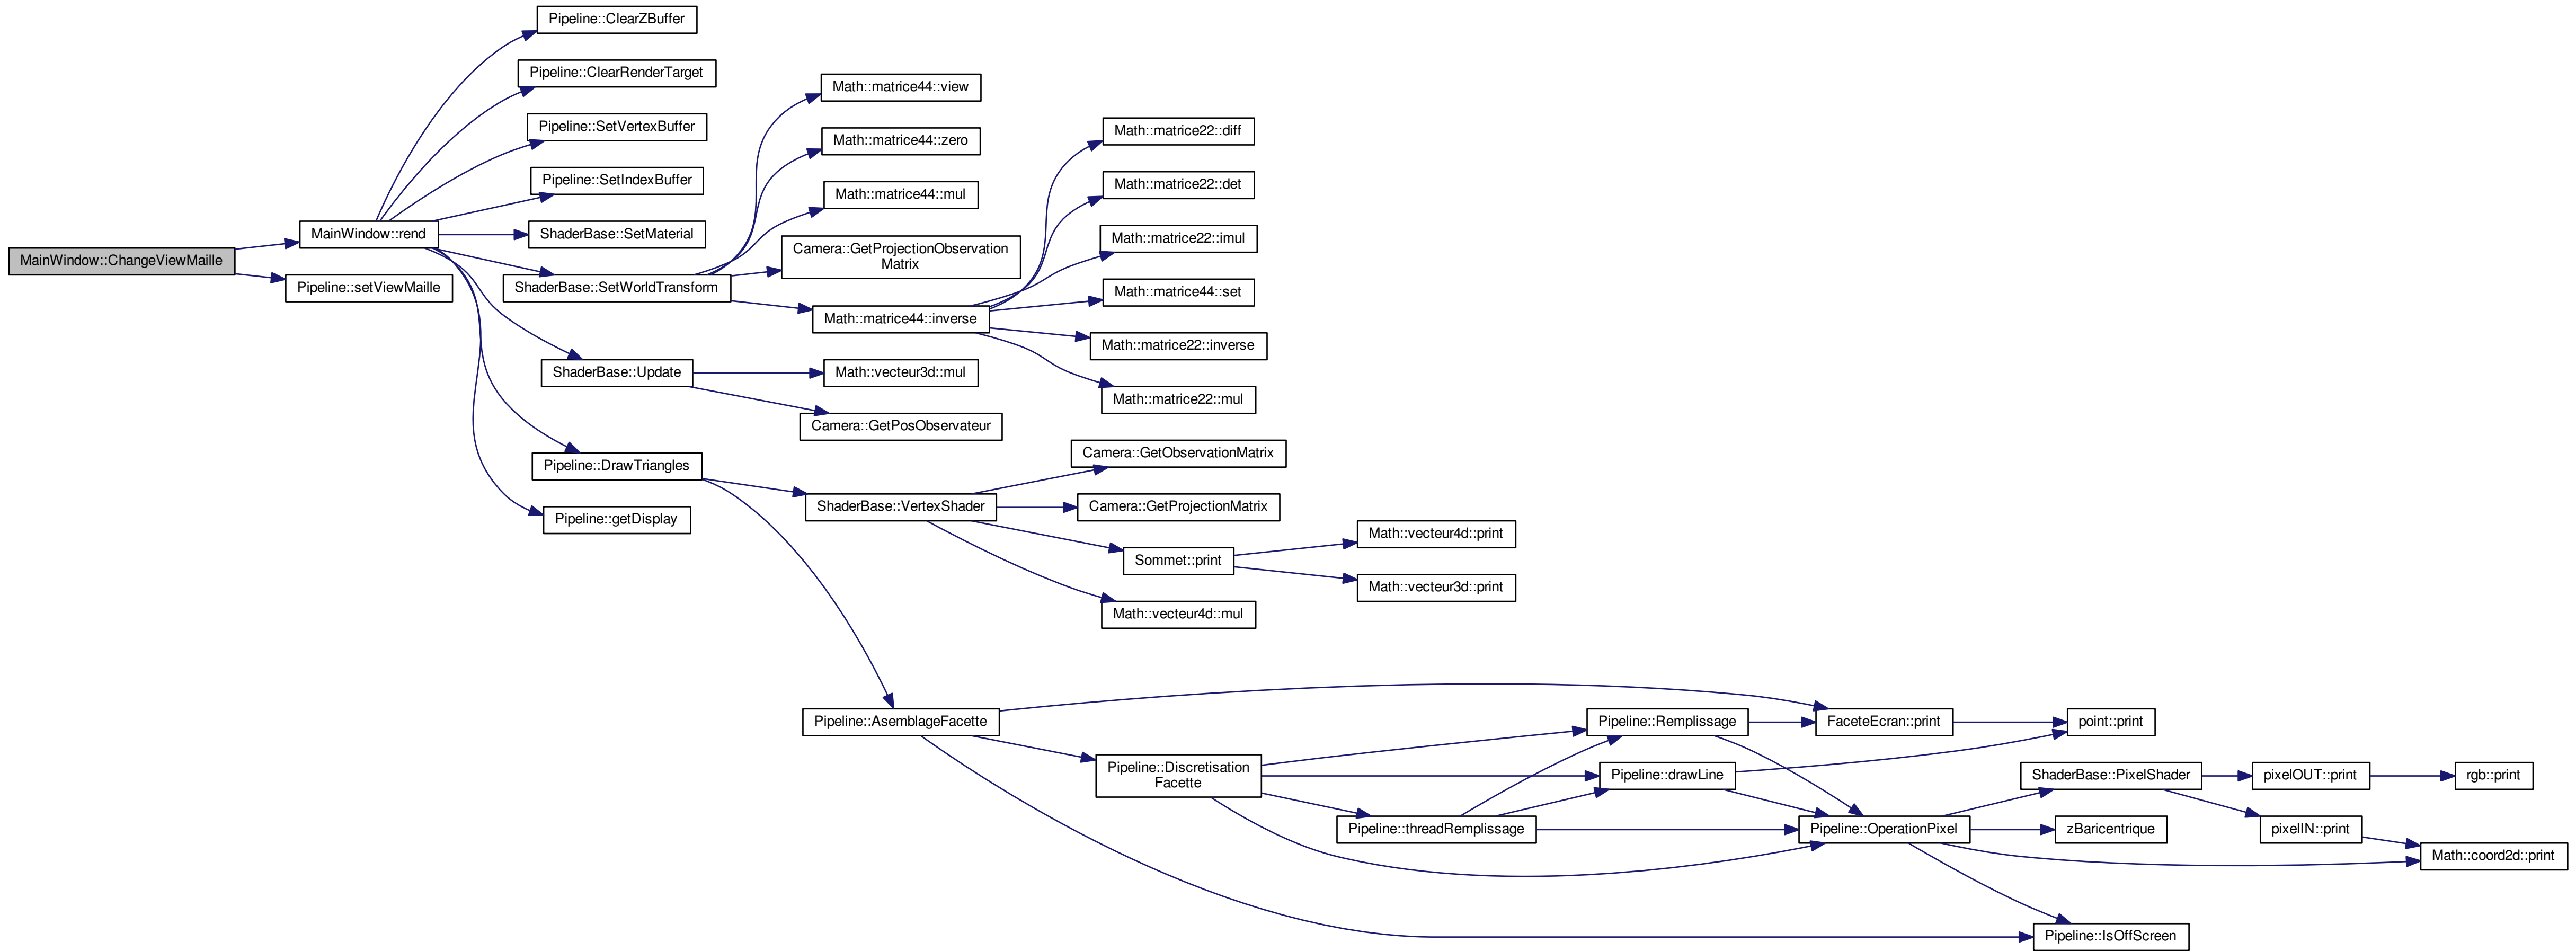 Pipeline::ClearZBuffer
Pipeline::ClearRenderTarget
Math::matrice44::view
Pipeline::SetVertexBuffer
Math::matrice22::diff
Math::matrice44::zero
Pipeline::SetIndexBuffer
Math::matrice22::det
Math::matrice44::mul
MainWindow::rend
ShaderBase::SetMaterial
Math::matrice22::imul
Camera::GetProjectionObservation
Matrix
MainWindow::ChangeViewMaille
Pipeline::setViewMaille
ShaderBase::SetWorldTransform
Math::matrice44::set
Math::matrice44::inverse
Math::matrice22::inverse
ShaderBase::Update
Math::vecteur3d::mul
Math::matrice22::mul
Camera::GetPosObservateur
Camera::GetObservationMatrix
Pipeline::DrawTriangles
ShaderBase::VertexShader
Camera::GetProjectionMatrix
Pipeline::getDisplay
Math::vecteur4d::print
Sommet::print
Math::vecteur3d::print
Math::vecteur4d::mul
Pipeline::AsemblageFacette
Pipeline::Remplissage
FaceteEcran::print
point::print
Pipeline::Discretisation
Facette
Pipeline::drawLine
ShaderBase::PixelShader
pixelOUT::print
rgb::print
Pipeline::threadRemplissage
Pipeline::OperationPixel
zBaricentrique
pixelIN::print
Math::coord2d::print
Pipeline::IsOffScreen